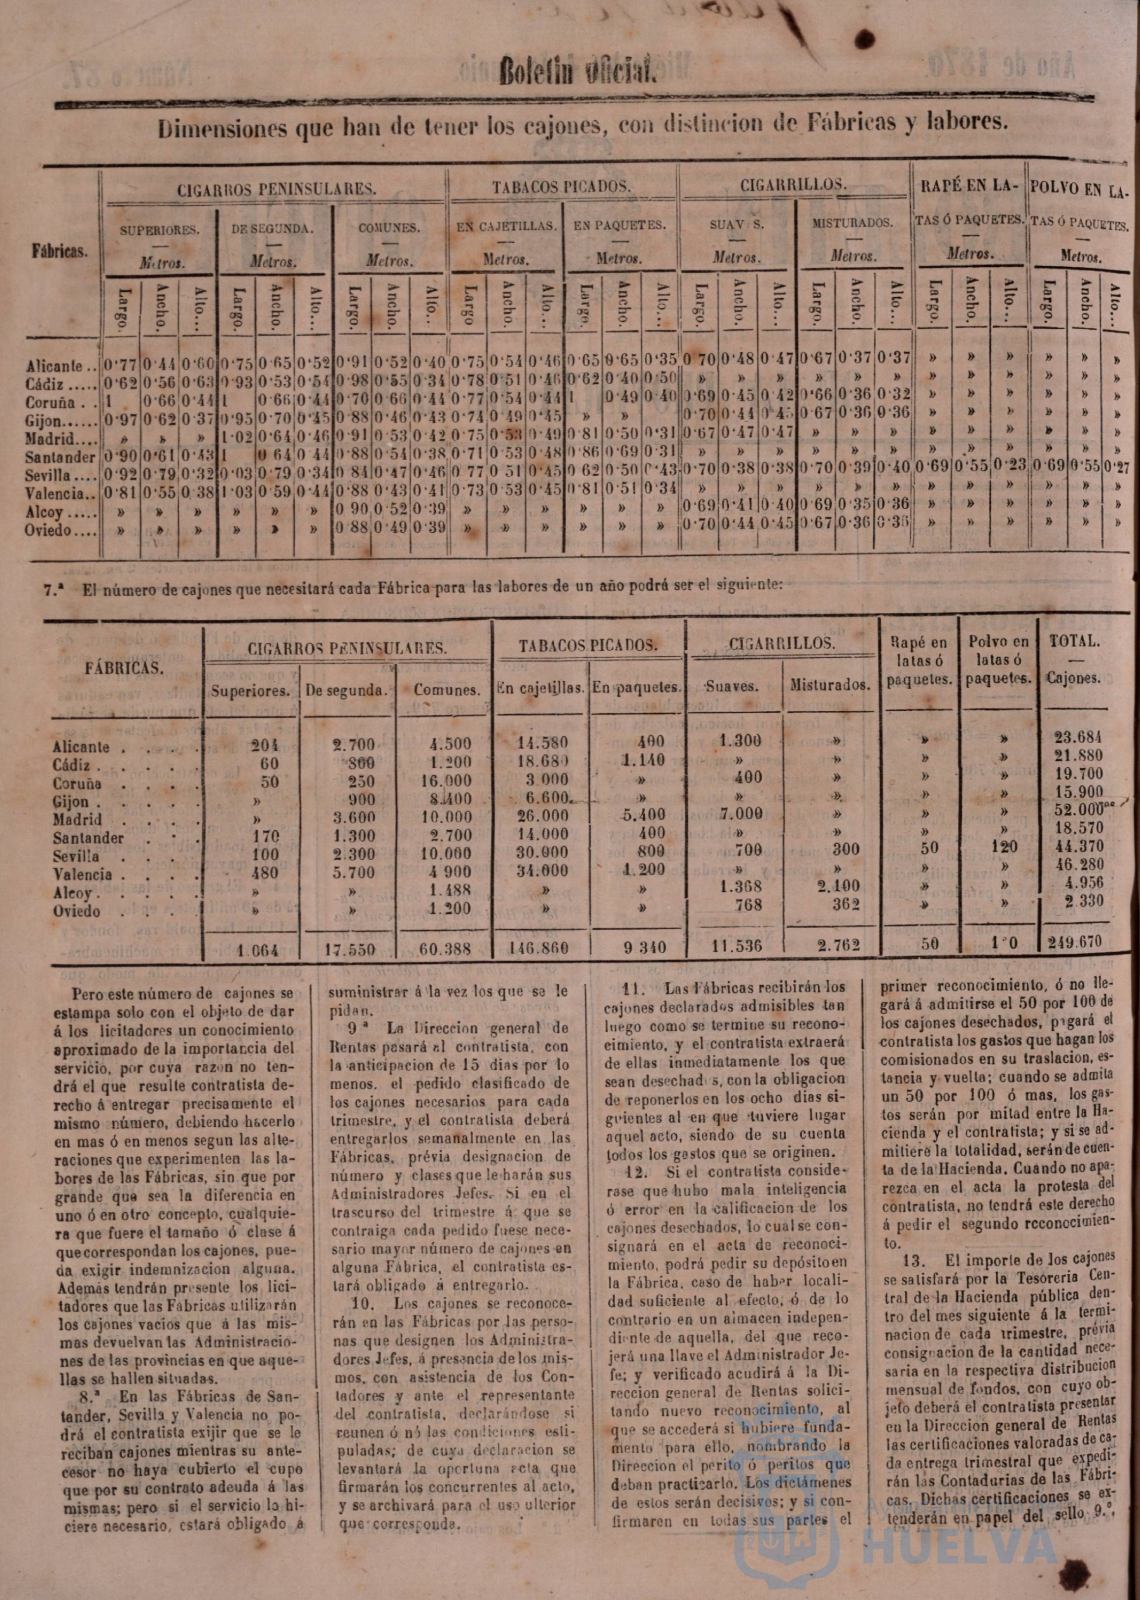 Boletin Oficial.
Dimensiones que han de tener los cajones, con distincion de Fábricas y labores.
Fábricas. CIGARROS PENINSULARES. TABACOS PICADOS. CIGARRILLOS. RAPÉ EN LA- POLVO EN LA-
SUPERIORES. DE SEGUNDA. COMUNES. EN CAJETILLAS. EN PAQUETES. SUAV S. MISTURADOS. TAS Ó PAQUETES. TAS Ó PAQUETES.
Metros. Metros. Metros. Metros. Metros. Metros. Metros. Metros. Metros.
Largo. Ancho. Alto... Largo. Ancho. Alto... Largo. Ancho. Alto... Largo Ancho. Alto... Largo. Ancho. Alto... Largo. Ancho. Alto... Largo. Ancho. Alto... Largo. Ancho. Alto... Largo. Ancho. Alto...
Alicante .. 0'77 0'44 0'60 0'75 0'65 0'52 0'91 0'52 0'40 0'75 0'54 0'46 0'65 0'65 0'35 0'70 0'48 0'47 0'67 0'37 0'37 » » » » » »
Cádiz ..... 0'62 0'56 0'63 0'93 0'53 0'54 0'98 0'55 0'34 0'78 0'51 0'46 0'62 0'40 0'50 » » » » » » » » » » » »
Coruña . . 1 0'66 0'44 1 0'66 0'44 0'70 0'66 0'44 0'77 0'54 0'44 1 0'49 0'40 0'69 0'45 0'42 0'66 0'36 0'32 » » » » » »
Gijon...... 0'97 0'62 0'37 0'95 0'70 0'45 0'88 0'46 0'43 0'74 0'49 0'45 » » 0'70 0'44 0'45 0'67 0'36 0'36 » » » » » »
Madrid.... » » » 1'02 0'64 0'46 0'91 0'53 0'42 0'75 0'53 0'49 0'81 0'50 0'31 0'67 0'47 0'47 » » » » » » » » »
Santander 0'90 0'61 0'43 1 0 64 0 44 0'88 0'54 0'38 0'71 0'53 0'48 0'86 0'69 0'31 » » » » » » » » » » » »
Sevilla.... 0'92 0'79 0'32 0'03 0'79 0'34 0 84 0'47 0'46 0'77 0 51 0'45 0 62 0'50 0'43 0'70 0'38 0'38 0'70 0'39 0'40 0'69 0'55 0'23 0'69 0'55 0'27
Valencia.. 0'81 0'55 0'38 1'03 0'59 0'44 0'88 0'43 0'41 0'73 0'53 0'45 0'81 0'51 0'34 » » » » » » » » » » » »
Alcoy ..... » » » » » » 0 90 0'52 0'39 » » » » » » 0'69 0'41 0'40 0'69 0'35 0'36 » » » » » »
Oviedo.... » » » » » » 0 88 0'49 0'39 » » » » » » 0'70 0'44 0'45 0'67 0'36 0'36 » » » » » »
7.ª El número de cajones que necesitará cada Fábrica para las labores de un año podrá ser el siguiente:
FÁBRICAS. CIGARROS PENINSULARES. TABACOS PICADOS. CIGARRILLOS. Rapé en latas ó paquetes. Polvo en latas ó paquetes. TOTAL. Cajones.
Superiores. De segunda. Comunes. En cajetillas. En paquetes. Suaves. Misturados.
Alicante . . . . 204 2.700 4.500 14.580 400 1.300 » » » 23.684
Cádiz . . . . . 60 800 1.200 18.680 1.140 » » » » 21.880
Coruña . . . . 50 250 16.000 3 000 » 400 » » » 19.700
Gijon . . . . . » 900 8.400 6.600. » » » » » 15.900
Madrid . . . . » 3.600 10.000 26.000 5.400 7.000 » » » 52.000
Santander . . . 170 1.300 2.700 14.000 400 » » » » 18.570
Sevilla . . . . 100 2.300 10.000 30.000 800 700 300 50 120 44.370
Valencia . . . . 480 5.700 4 900 34.000 1.200 » » » » 46.280
Alcoy . . . . . » » 1.488 » » 1.368 2.100 » » 4.956
Oviedo . . . . » » 1.200 » » 768 362 » » 2.330
1.064 17.550 60.388 146.860 9 340 11.536 2.762 50 1 0 249.670
Pero este número de cajones se
estampa solo con el objeto de dar
á los licitadores un conocimiento
aproximado de la importancia del
servicio, por cuya razon no ten-
drá el que resulte contratista de-
recho á entregar precisamente el
mismo número, debiendo hacerlo
en mas ó en menos segun las alte-
raciones que experimenten las la-
bores de las Fábricas, sin que por
grande que sea la diferencia en
uno ó en otro concepto, cualquie-
ra que fuere el tamaño ó clase á
que correspondan los cajones, pue-
da exigir indemnizacion alguna.
Además tendrán presente los lici-
tadores que las Fábricas utilizarán
los cajones vacios que á las mis-
mas devuelvan las Administracio-
nes de las provincias en que aque-
llas se hallen situadas.
8.ª En las Fábricas de San-
tander, Sevilla y Valencia no po-
drá el contratista exijir que se le
reciban cajones mientras su ante-
cesor no haya cubierto el cupo
que por su contrato adeuda á las
mismas; pero si el servicio lo hi-
ciere necesario, estará obligado á
suministrar á la vez los que se le
pidan.
9 ª La Direccion general de
Rentas pasará al contratista, con
la anticipacion de 15 dias por lo
menos. el pedido clasificado de
los cajones necesarios para cada
trimestre, y el contratista deberá
entregarlos semanalmente en las
Fábricas, prévia designacion de
número y clases que le harán sus
Administradores Jefes. Si en el
trascurso del trimestre á que se
contraiga cada pedido fuese nece-
sario mayor número de cajones en
alguna Fábrica, el contratista es-
tará obligado á entregarlo.
10. Los cajones se reconoce-
rán en las Fábricas por las perso-
nas que designen los Administra-
dores Jefes, á presencia de los mis-
mos, con asistencia de los Con-
tadores y ante el representante
del contratista, declarándose si
reunen ó nó las condiciones esti-
puladas; de cuya declaracion se
levantará la oportuna acta que
firmarán los concurrentes al acto,
y se archivará para el uso ulterior
que corresponda.
11. Las Fábricas recibirán los
cajones declarados admisibles tan
luego como se termine su recono-
cimiento, y el contratista extraerá
de ellas inmediatamente los que
sean desechad s, con la obligacion
de reponerlos en los ocho dias si-
guientes al en que tuviere lugar
aquel acto, siendo de su cuenta
todos los gastos que se originen.
12. Si el contratista conside-
rase que hubo mala inteligencia
ó error en la calificacion de los
cajones desechados, lo cual se con-
signará en el acta de reconoci-
miento, podrá pedir su depósito en
la Fábrica, caso de haber locali-
dad suficiente al efecto, ó de lo
contrario en un almacen indepen-
diente de aquella, del que reco-
jerá una llave el Administrador Je-
fe; y verificado acudirá á la Di-
reccion general de Rentas solici-
tando nuevo reconocimiento, al
que se accederá si hubiere funda-
mento para ello, nombrando la
Direccion el perito ó peritos que
deban practicarlo. Los dictámenes
de estos serán decisivos; y si con-
firmaren en todas sus partes el
primer reconocimiento, ó no lle-
gará á admitirse el 50 por 100 de
los cajones desechados, pagará el
contratista los gastos que hagan los
comisionados en su traslacion, es-
tancia y vuelta; cuando se admita
un 50 por 100 ó mas, los gas-
tos serán por mitad entre la Ha-
cienda y el contratista; y si se ad-
mitiere la totalidad, serán de cuen-
ta de la Hacienda. Cuando no apa-
rezca en el acta la protesta del
contratista, no tendrá este derecho
á pedir el segundo reconocimien-
to.
13. El importe de los cajones
se satisfará por la Tesoreria Cen-
tral de la Hacienda pública den-
tro del mes siguiente á la termi-
nacion de cada trimestre, prévia
consignacion de la cantidad nece-
saria en la respectiva distribucion
mensual de fondos, con cuyo ob-
jeto deberá el contratista presentar
en la Direccion general de Rentas
las certificaciones valoradas de ca-
da entrega trimestral que expedi-
rán las Contadurias de las Fábri-
cas. Dichas certificaciones se ex-
tenderán en papel del sello 9.º,
HUELVA